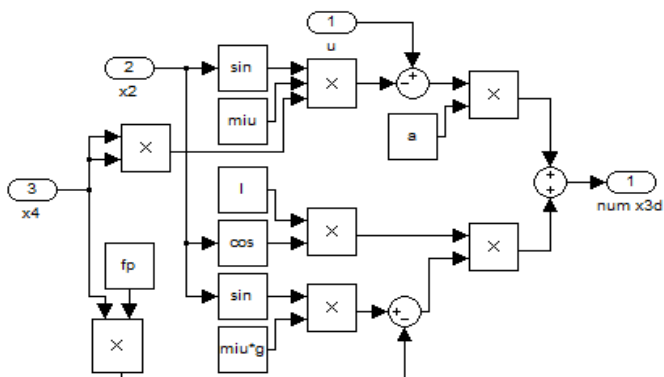 1
u
2
x2
sin
miu
×
-
+
×
a
×
3
x4
l
×
cos
fp
sin
miu*g
×
+
-
×
+
+
1
num x3d
×